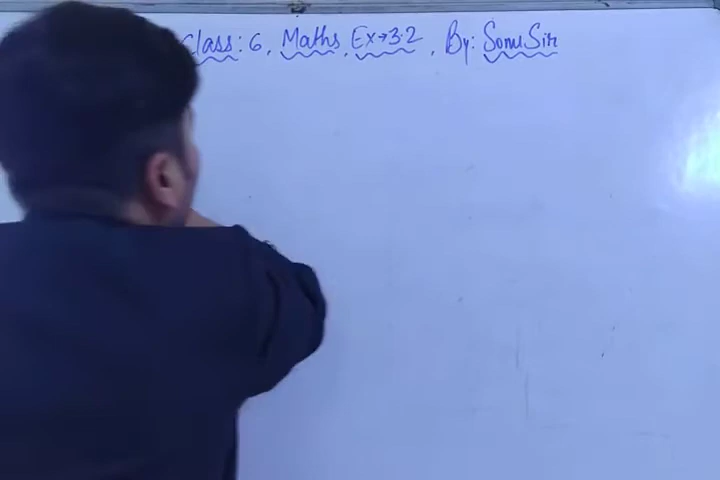 Class: 6, Maths, Ex→3.2, By: Sonu Sir